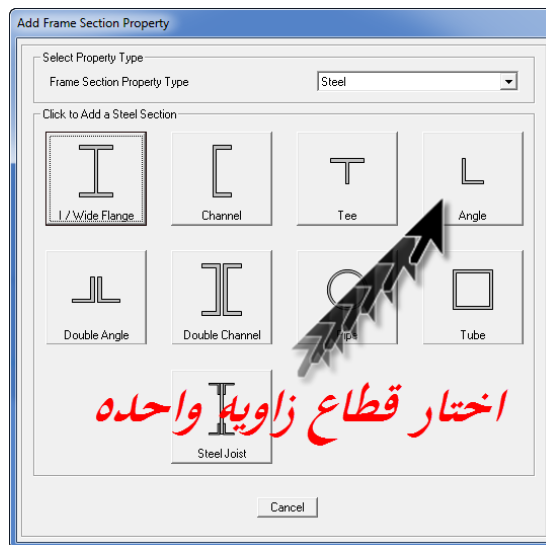 Add Frame Section Property
Select Property Type
Frame Section Property Type
Steel
Click to Add a Steel Section
I / Wide Flange
Channel
Tee
Angle
Double Angle
Double Channel
Pipe
Tube
اختار قطاع زاويه واحده
Steel Joist
Cancel